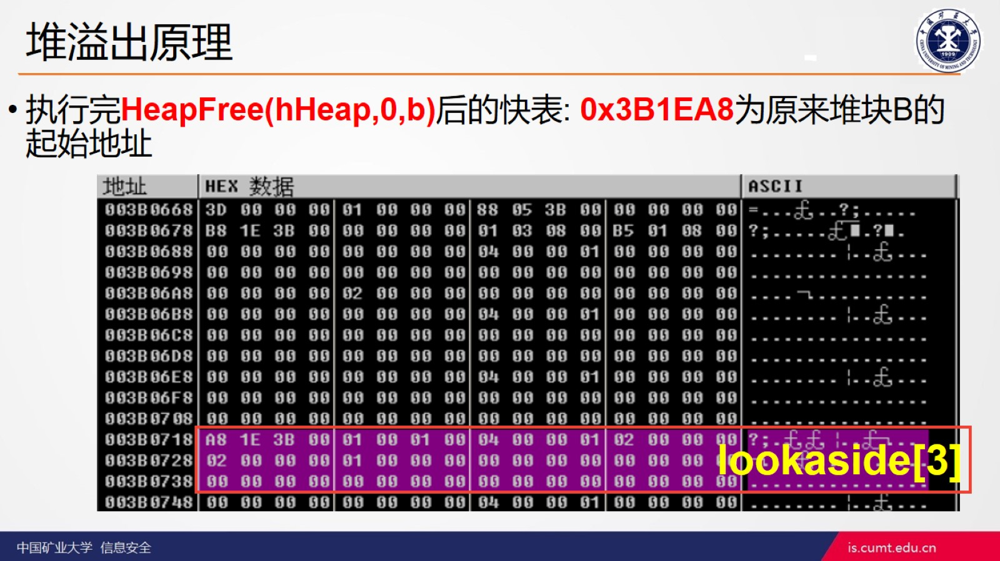 堆溢出原理
中国矿业大学
CHINA UNIVERSITY OF MINING AND TECHNOLOGY
1909
• 执行完HeapFree(hHeap,0,b)后的快表: 0x3B1EA8为原来堆块B的
起始地址
地址 HEX 数据 ASCII
003B0668 3D 00 00 00 01 00 00 00 88 05 3B 00 00 00 00 00 =...£..?;.....
003B0678 B8 1E 3B 00 00 00 00 00 01 03 08 00 B5 01 08 00 ?;.....£■.?■.
003B0688 00 00 00 00 00 00 00 00 04 00 00 01 00 00 00 00 ........¦..£...
003B0698 00 00 00 00 00 00 00 00 00 00 00 00 00 00 00 00 ................
003B06A8 00 00 00 00 02 00 00 00 00 00 00 00 00 00 00 00 ....¬...........
003B06B8 00 00 00 00 00 00 00 00 04 00 00 01 00 00 00 00 ........¦..£...
003B06C8 00 00 00 00 00 00 00 00 00 00 00 00 00 00 00 00 ................
003B06D8 00 00 00 00 00 00 00 00 00 00 00 00 00 00 00 00 ................
003B06E8 00 00 00 00 00 00 00 00 04 00 00 01 00 00 00 00 ........¦..£...
003B06F8 00 00 00 00 00 00 00 00 00 00 00 00 00 00 00 00 ................
003B0708 00 00 00 00 00 00 00 00 00 00 00 00 00 00 00 00 ................
003B0718 A8 1E 3B 00 01 00 01 00 04 00 00 01 02 00 00 00
003B0728 02 00 00 00 01 00 00 00 00 00 00 00 00 00 00 00
lookaside[3]
003B0738 00 00 00 00 00 00 00 00 00 00 00 00 00 00 00 00
003B0748 00 00 00 00 00 00 00 00 04 00 00 01 00 00 00 00 ........¦..£...
中国矿业大学 信息安全
is.cumt.edu.cn